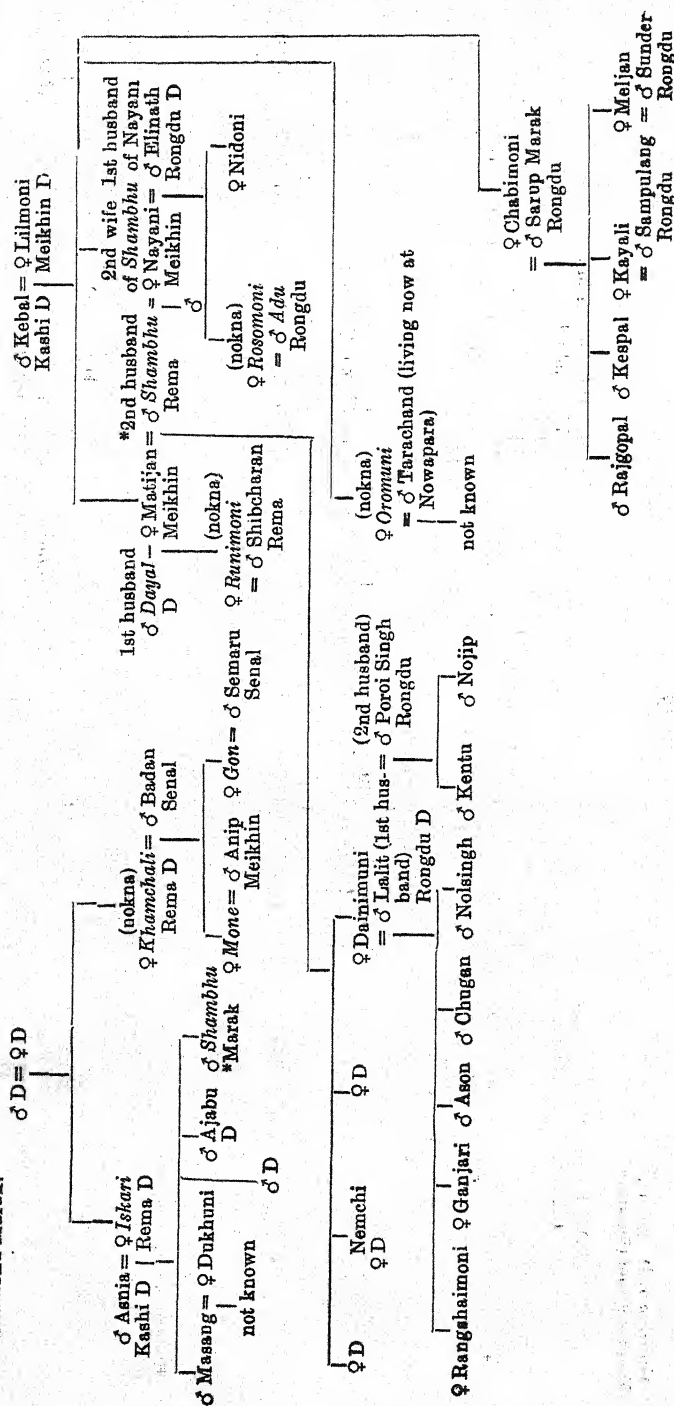 ♂ D = ♀ D
♂ Asnia = ♀ Iskari
Kashi D Rema D
(nokna)
♀ Khamchali = ♂ Badan
Rema D Senal
♂ Masang = ♀ Dukhuni
not known
♂ Ajabu
D
♂ D
♂ Shambhu
*Marak
♀ Mone = ♂ Anip
Meikhin
♀ Gon = ♂ Semaru
Senal
♂ Kebal = ♀ Lilmoni
Kashi D Meikhin D
1st husband
♂ Dayal – ♀ Matijan = ♂ Shambhu = ♀ Nayani = ♂ Elinath
D Meikhin Rema Meikhin Rongdu D
*2nd husband
2nd wife 1st husband
of Shambhu of Nayani
(nokna)
♀ Runimoni
= ♂ Shibcharan
Rema
♂
(nokna)
♀ Rosomoni
= ♂ Adu
Rongdu
♀ Nidoni
♀ D
Nemchi
♀ D
♀ D
♀ Dainimuni (2nd husband)
= ♂ Lalit (1st hus- = ♂ Poroi Singh
band) Rongdu
Rongdu D
♀ Rangshaimoni ♀ Ganjari ♂ Ason ♂ Chugan ♂ Nolsingh ♂ Kentu ♂ Nojip
(nokna)
♀ Oromuni
= ♂ Tarachand (living now at
Nowapara)
not known
♀ Chabimoni
= ♂ Sarup Marak
Rongdu
♂ Rajgopal ♂ Kespal ♀ Kayali ♀ Meljan
= ♂ Sampulang = ♂ Sunder
Rongdu Rongdu